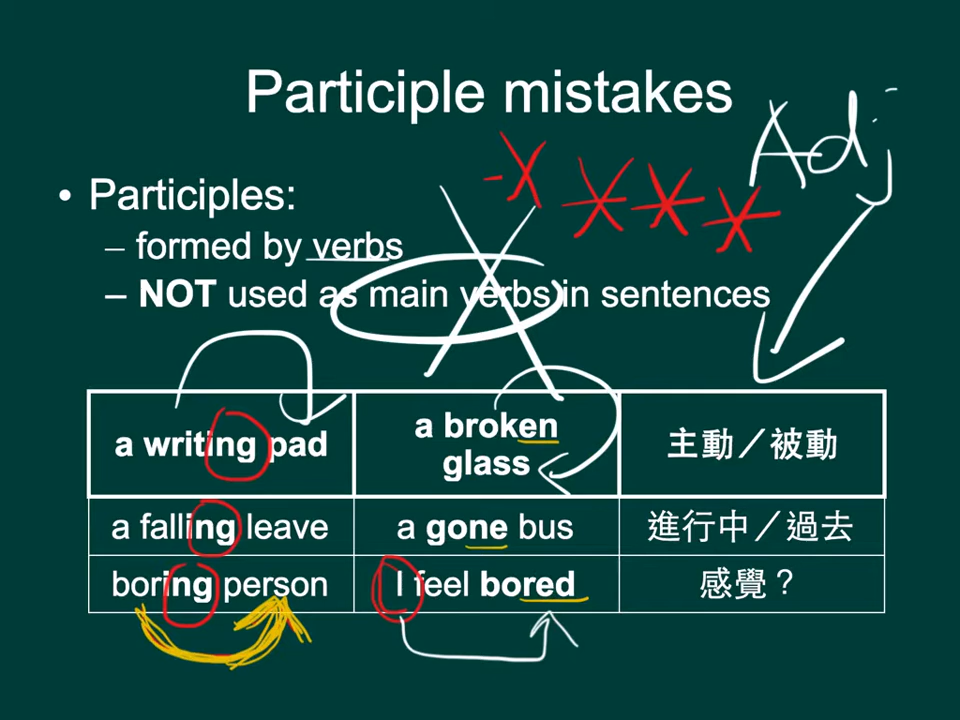 Participle mistakes
Adj
• Participles:
– formed by verbs
– NOT used as main verbs in sentences
a writing pad
a broken
glass
主動／被動
a falling leave
a gone bus
進行中／過去
boring person
I feel bored
感覺？